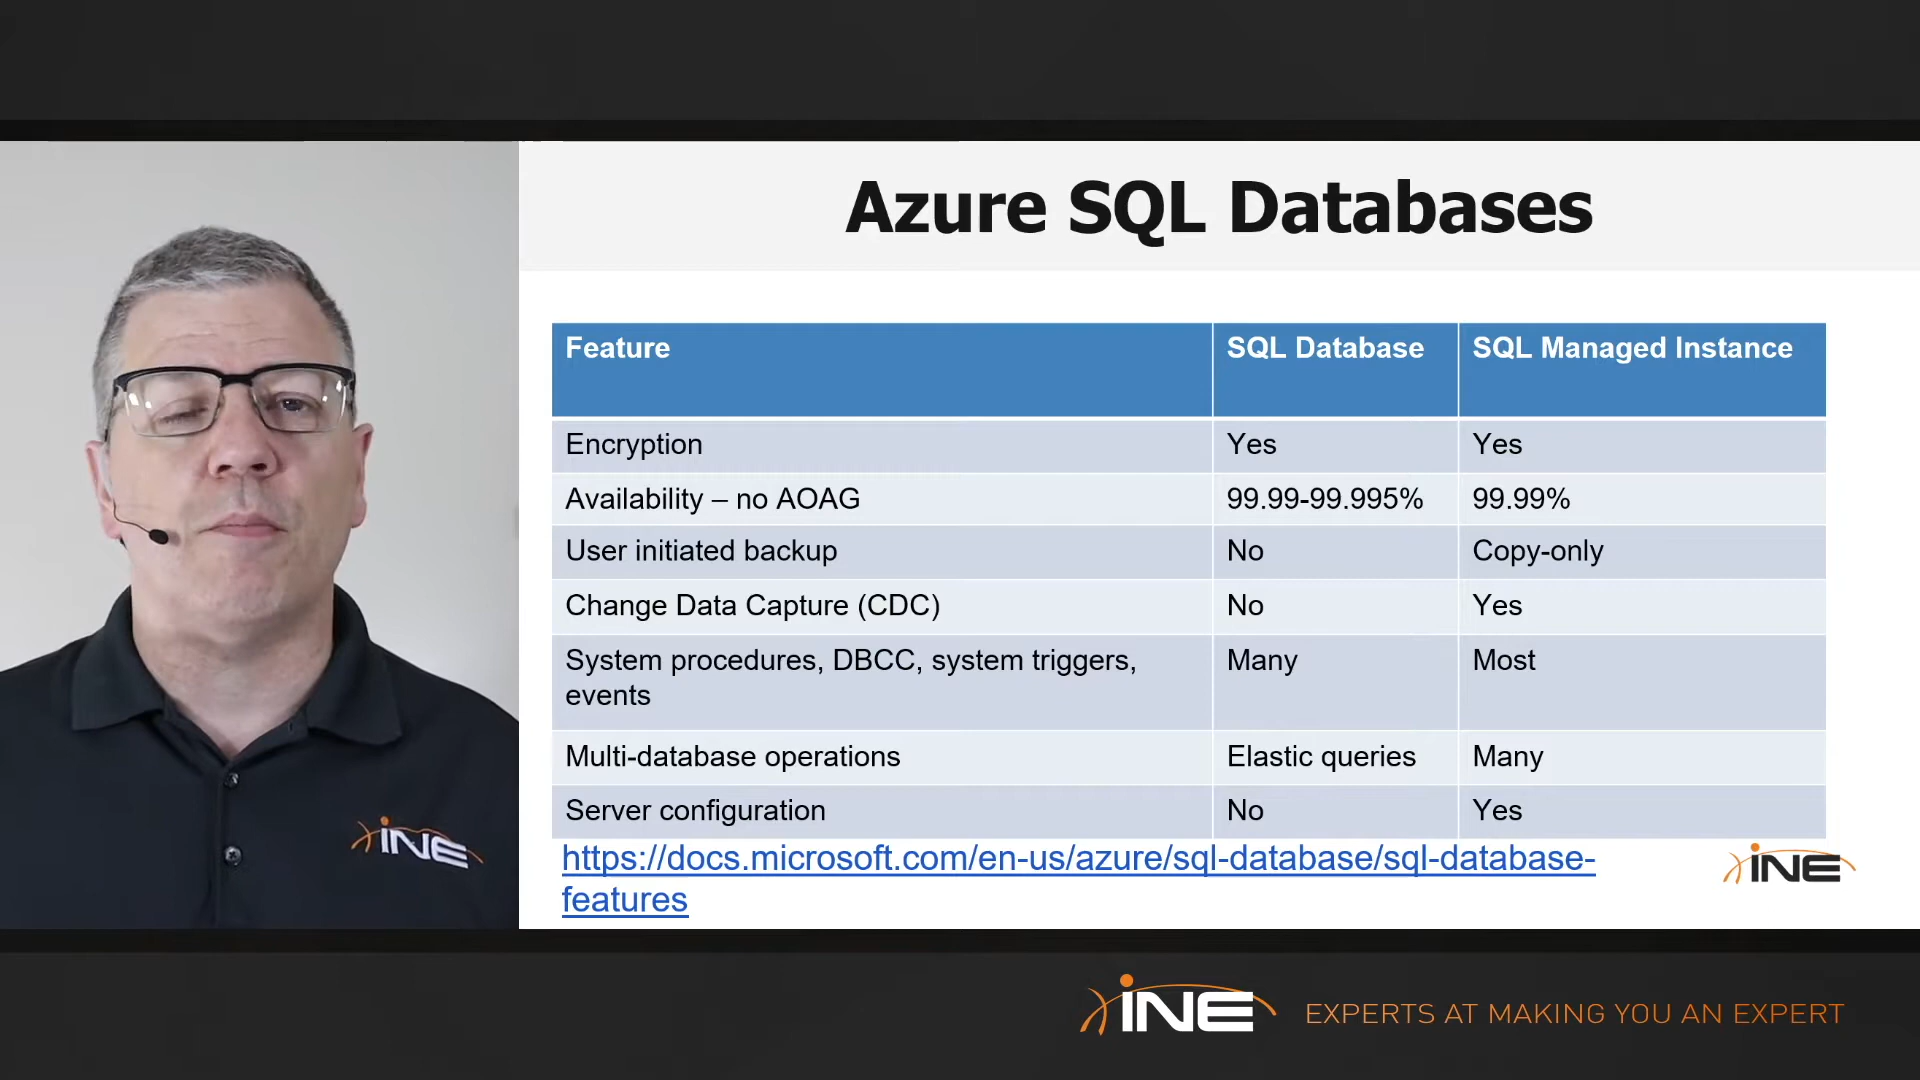 Azure SQL Databases
Feature SQL Database SQL Managed Instance
Encryption Yes Yes
Availability – no AOAG 99.99-99.995% 99.99%
User initiated backup No Copy-only
Change Data Capture (CDC) No Yes
System procedures, DBCC, system triggers, Many Most
events
Multi-database operations Elastic queries Many
Server configuration No Yes
https://docs.microsoft.com/en-us/azure/sql-database/sql-database-
features
iNE
iNE
iNE EXPERTS AT MAKING YOU AN EXPERT